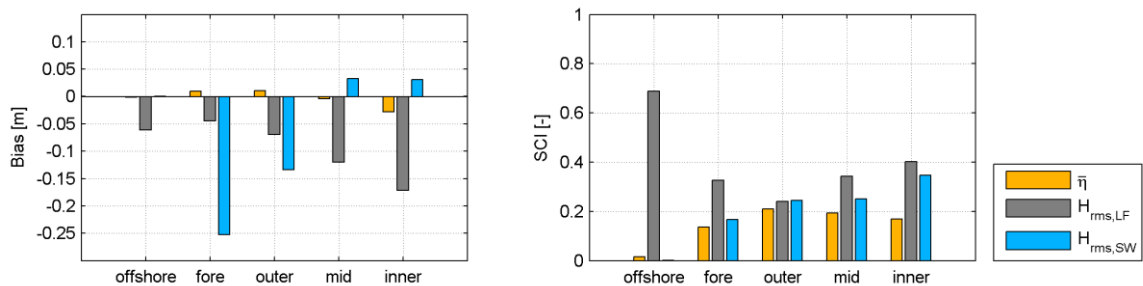 Bias [m]
0.1
0.05
0
-0.05
-0.1
-0.15
-0.2
-0.25
offshore fore outer mid inner
SCI [-]
1
0.8
0.6
0.4
0.2
0
offshore fore outer mid inner
η̄
H_rms,LF
H_rms,SW